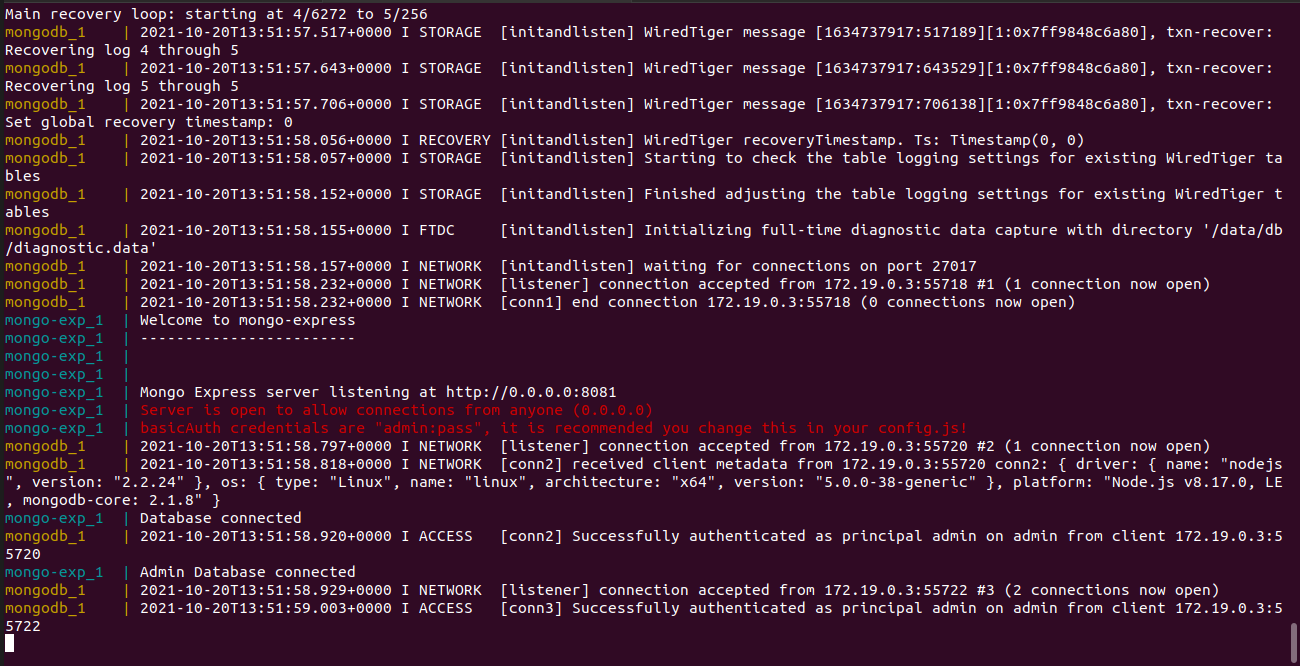 Main recovery loop: starting at 4/6272 to 5/256
mongodb_1    | 2021-10-20T13:51:57.517+0000 I STORAGE  [initandlisten] WiredTiger message [1634737917:517189][1:0x7ff9848c6a80], txn-recover:
Recovering log 4 through 5
mongodb_1    | 2021-10-20T13:51:57.643+0000 I STORAGE  [initandlisten] WiredTiger message [1634737917:643529][1:0x7ff9848c6a80], txn-recover:
Recovering log 5 through 5
mongodb_1    | 2021-10-20T13:51:57.706+0000 I STORAGE  [initandlisten] WiredTiger message [1634737917:706138][1:0x7ff9848c6a80], txn-recover:
Set global recovery timestamp: 0
mongodb_1    | 2021-10-20T13:51:58.056+0000 I RECOVERY [initandlisten] WiredTiger recoveryTimestamp. Ts: Timestamp(0, 0)
mongodb_1    | 2021-10-20T13:51:58.057+0000 I STORAGE  [initandlisten] Starting to check the table logging settings for existing WiredTiger ta
bles
mongodb_1    | 2021-10-20T13:51:58.152+0000 I STORAGE  [initandlisten] Finished adjusting the table logging settings for existing WiredTiger t
ables
mongodb_1    | 2021-10-20T13:51:58.155+0000 I FTDC     [initandlisten] Initializing full-time diagnostic data capture with directory '/data/db
/diagnostic.data'
mongodb_1    | 2021-10-20T13:51:58.157+0000 I NETWORK  [initandlisten] waiting for connections on port 27017
mongodb_1    | 2021-10-20T13:51:58.232+0000 I NETWORK  [listener] connection accepted from 172.19.0.3:55718 #1 (1 connection now open)
mongodb_1    | 2021-10-20T13:51:58.232+0000 I NETWORK  [conn1] end connection 172.19.0.3:55718 (0 connections now open)
mongo-exp_1  | Welcome to mongo-express
mongo-exp_1  | ------------------------
mongo-exp_1  |
mongo-exp_1  |
mongo-exp_1  | Mongo Express server listening at http://0.0.0.0:8081
mongo-exp_1  | Server is open to allow connections from anyone (0.0.0.0)
mongo-exp_1  | basicAuth credentials are "admin:pass", it is recommended you change this in your config.js!
mongodb_1    | 2021-10-20T13:51:58.797+0000 I NETWORK  [listener] connection accepted from 172.19.0.3:55720 #2 (1 connection now open)
mongodb_1    | 2021-10-20T13:51:58.818+0000 I NETWORK  [conn2] received client metadata from 172.19.0.3:55720 conn2: { driver: { name: "nodejs
", version: "2.2.24" }, os: { type: "Linux", name: "linux", architecture: "x64", version: "5.0.0-38-generic" }, platform: "Node.js v8.17.0, LE
, mongodb-core: 2.1.8" }
mongo-exp_1  | Database connected
mongodb_1    | 2021-10-20T13:51:58.920+0000 I ACCESS   [conn2] Successfully authenticated as principal admin on admin from client 172.19.0.3:5
5720
mongo-exp_1  | Admin Database connected
mongodb_1    | 2021-10-20T13:51:58.929+0000 I NETWORK  [listener] connection accepted from 172.19.0.3:55722 #3 (2 connections now open)
mongodb_1    | 2021-10-20T13:51:59.003+0000 I ACCESS   [conn3] Successfully authenticated as principal admin on admin from client 172.19.0.3:5
5722